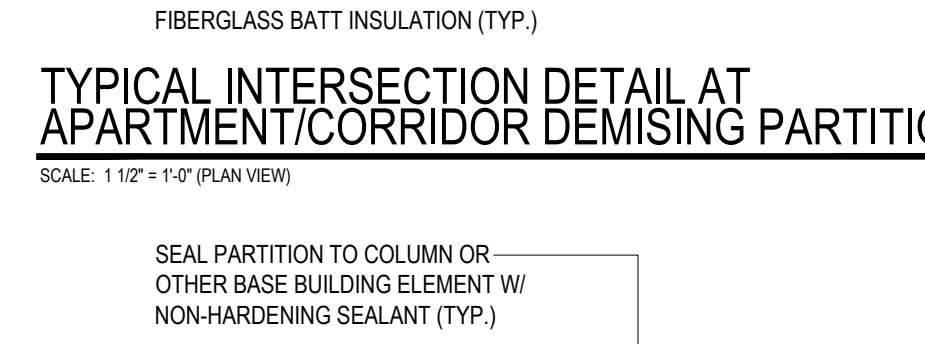 FIBERGLASS BATT INSULATION (TYP.)
TYPICAL INTERSECTION DETAIL AT
APARTMENT/CORRIDOR DEMISING
SCALE: 1 1/2" = 1'-0" (PLAN VIEW)
SEAL PARTITION TO COLUMN OR
OTHER BASE BUILDING ELEMENT W/
NON-HARDENING SEALANT (TYP.)